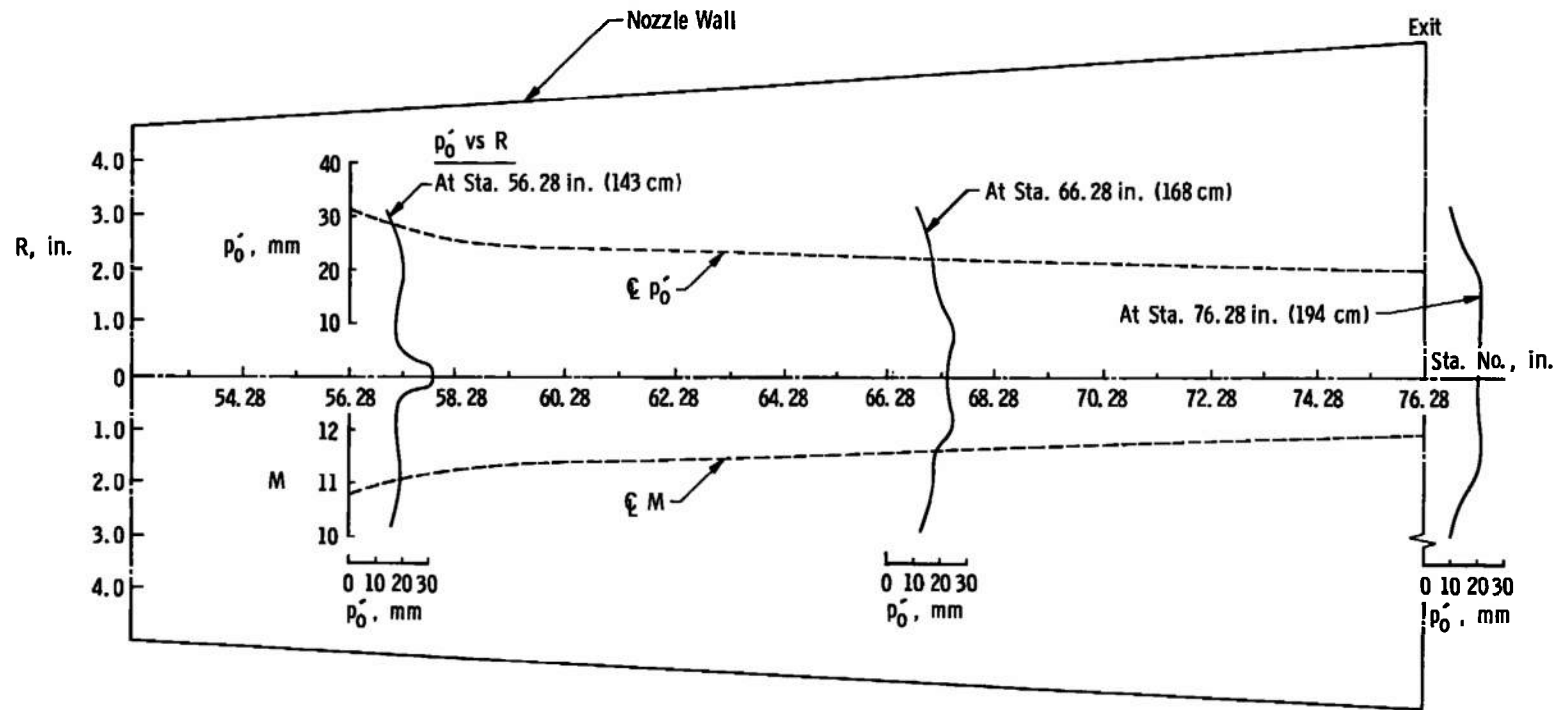 Nozzle Wall
Exit
p₀′ vs R
At Sta. 56.28 in. (143 cm)
At Sta. 66.28 in. (168 cm)
At Sta. 76.28 in. (194 cm)
R, in.
4.0
3.0
2.0
1.0
0
1.0
2.0
3.0
4.0
p₀′, mm
40
30
20
10
℄ p₀′
Sta. No., in.
54.28 56.28 58.28 60.28 62.28 64.28 66.28 68.28 70.28 72.28 74.28 76.28
M
12
11
10
℄ M
0 10 20 30
p₀′, mm
0 10 20 30
p₀′, mm
0 10 20 30
p₀′, mm